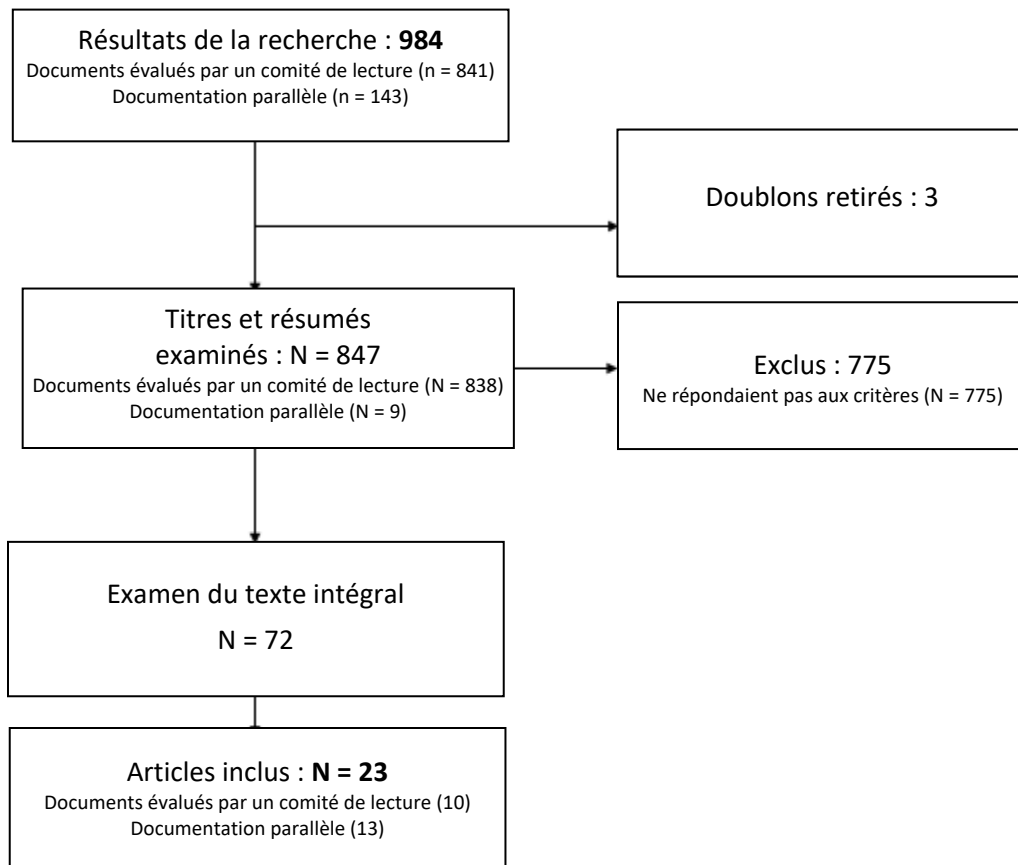 Résultats de la recherche : 984
Documents évalués par un comité de lecture (n = 841)
Documentation parallèle (n = 143)
Doublons retirés : 3
Titres et résumés
examinés : N = 847
Documents évalués par un comité de lecture (N = 838)
Documentation parallèle (N = 9)
Exclus : 775
Ne répondaient pas aux critères (N = 775)
Examen du texte intégral
N = 72
Articles inclus : N = 23
Documents évalués par un comité de lecture (10)
Documentation parallèle (13)